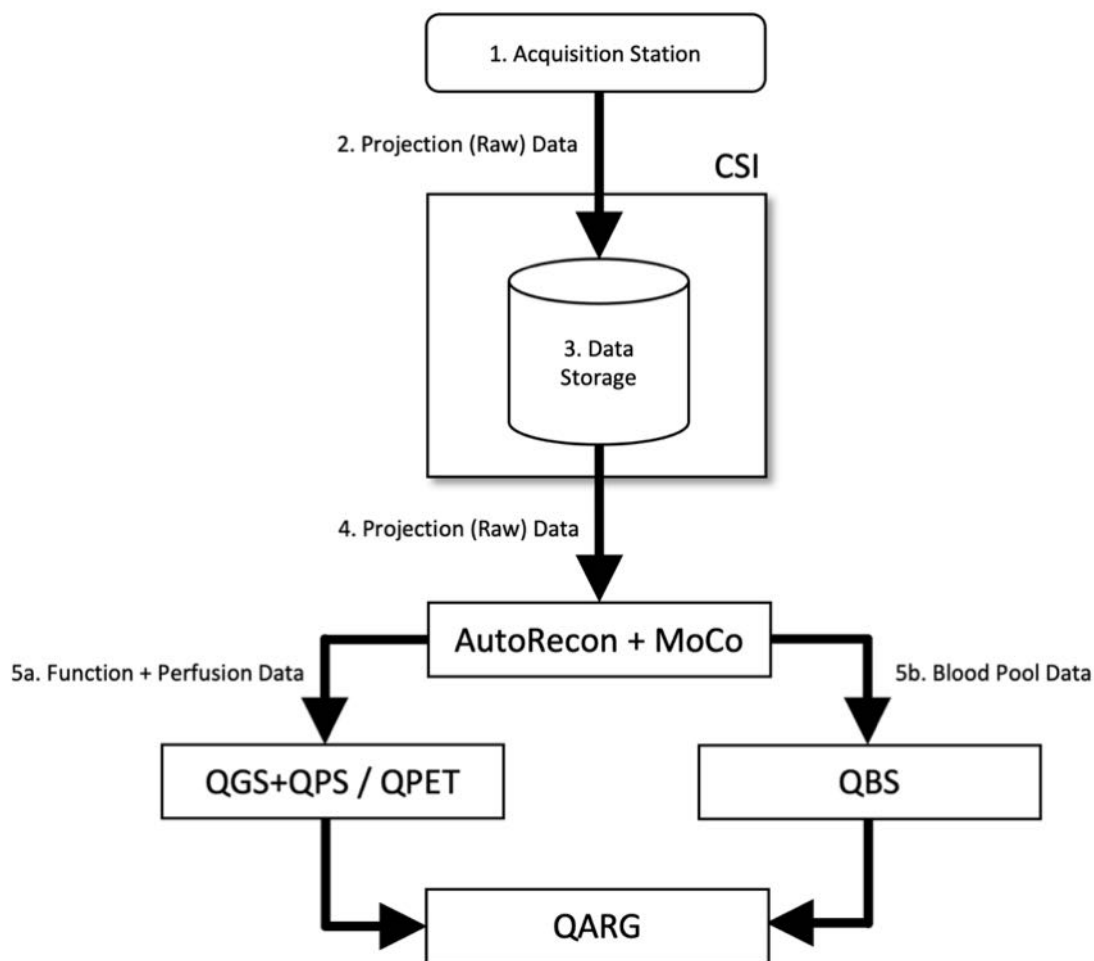 1. Acquisition Station
2. Projection (Raw) Data
CSI
3. Data
Storage
4. Projection (Raw) Data
AutoRecon + MoCo
5a. Function + Perfusion Data
5b. Blood Pool Data
QGS+QPS / QPET
QBS
QARG